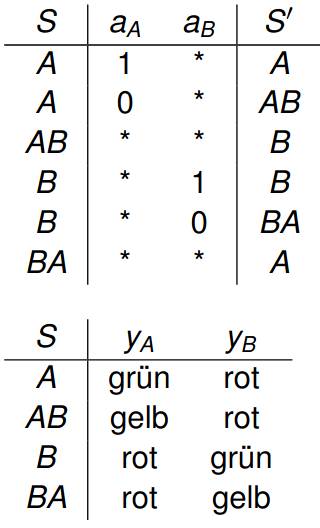 S a_A a_B S′
A 1 * A
A 0 * AB
AB * * B
B * 1 B
B * 0 BA
BA * * A
S y_A y_B
A grün rot
AB gelb rot
B rot grün
BA rot gelb